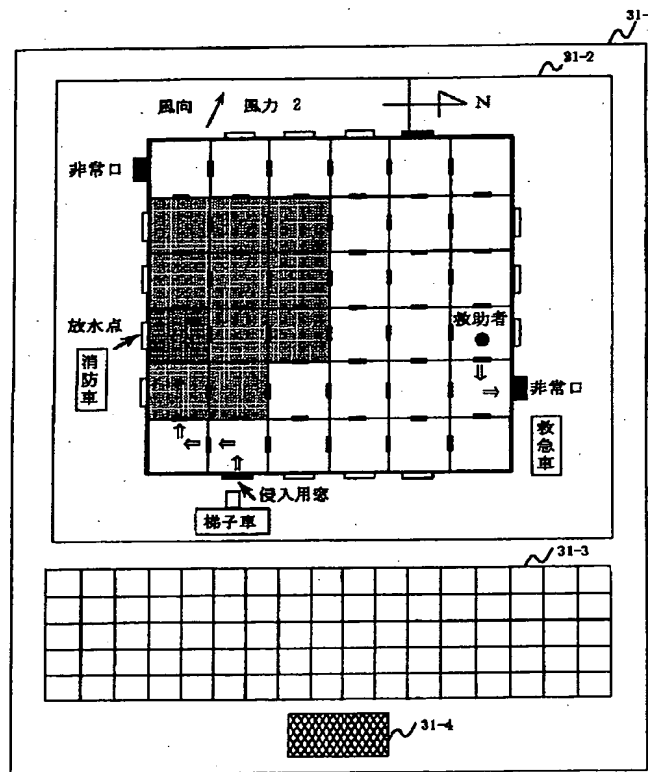 31-
31-2
風向 風力 2
N
非常口
放水点
消防車
救助者
非常口
救急車
侵入用窓
梯子車
31-3
31-4